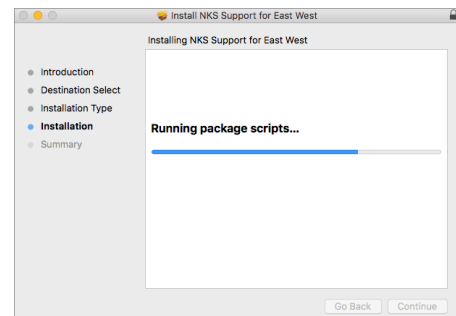 Install NKS Support for East West
Installing NKS Support for East West
Introduction
Destination Select
Installation Type
Installation
Summary
Running package scripts...
Go Back
Continue